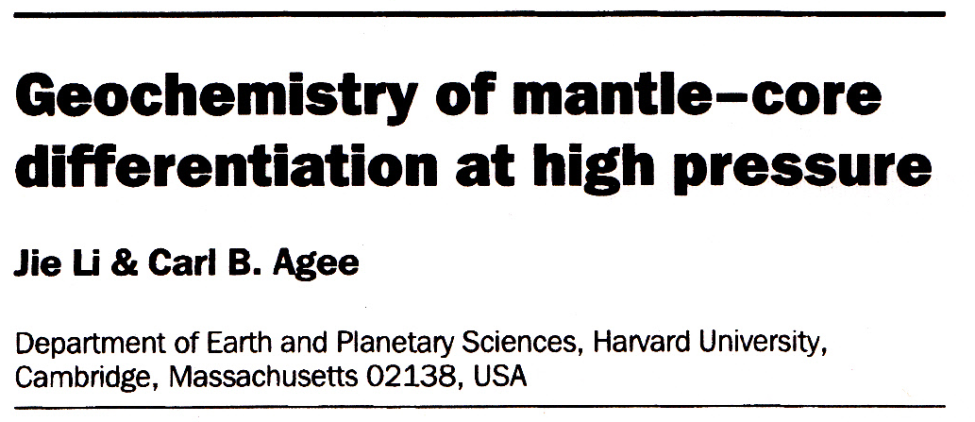 Geochemistry of mantle–core
differentiation at high pressure
Jie Li & Carl B. Agee
Department of Earth and Planetary Sciences, Harvard University,
Cambridge, Massachusetts 02138, USA